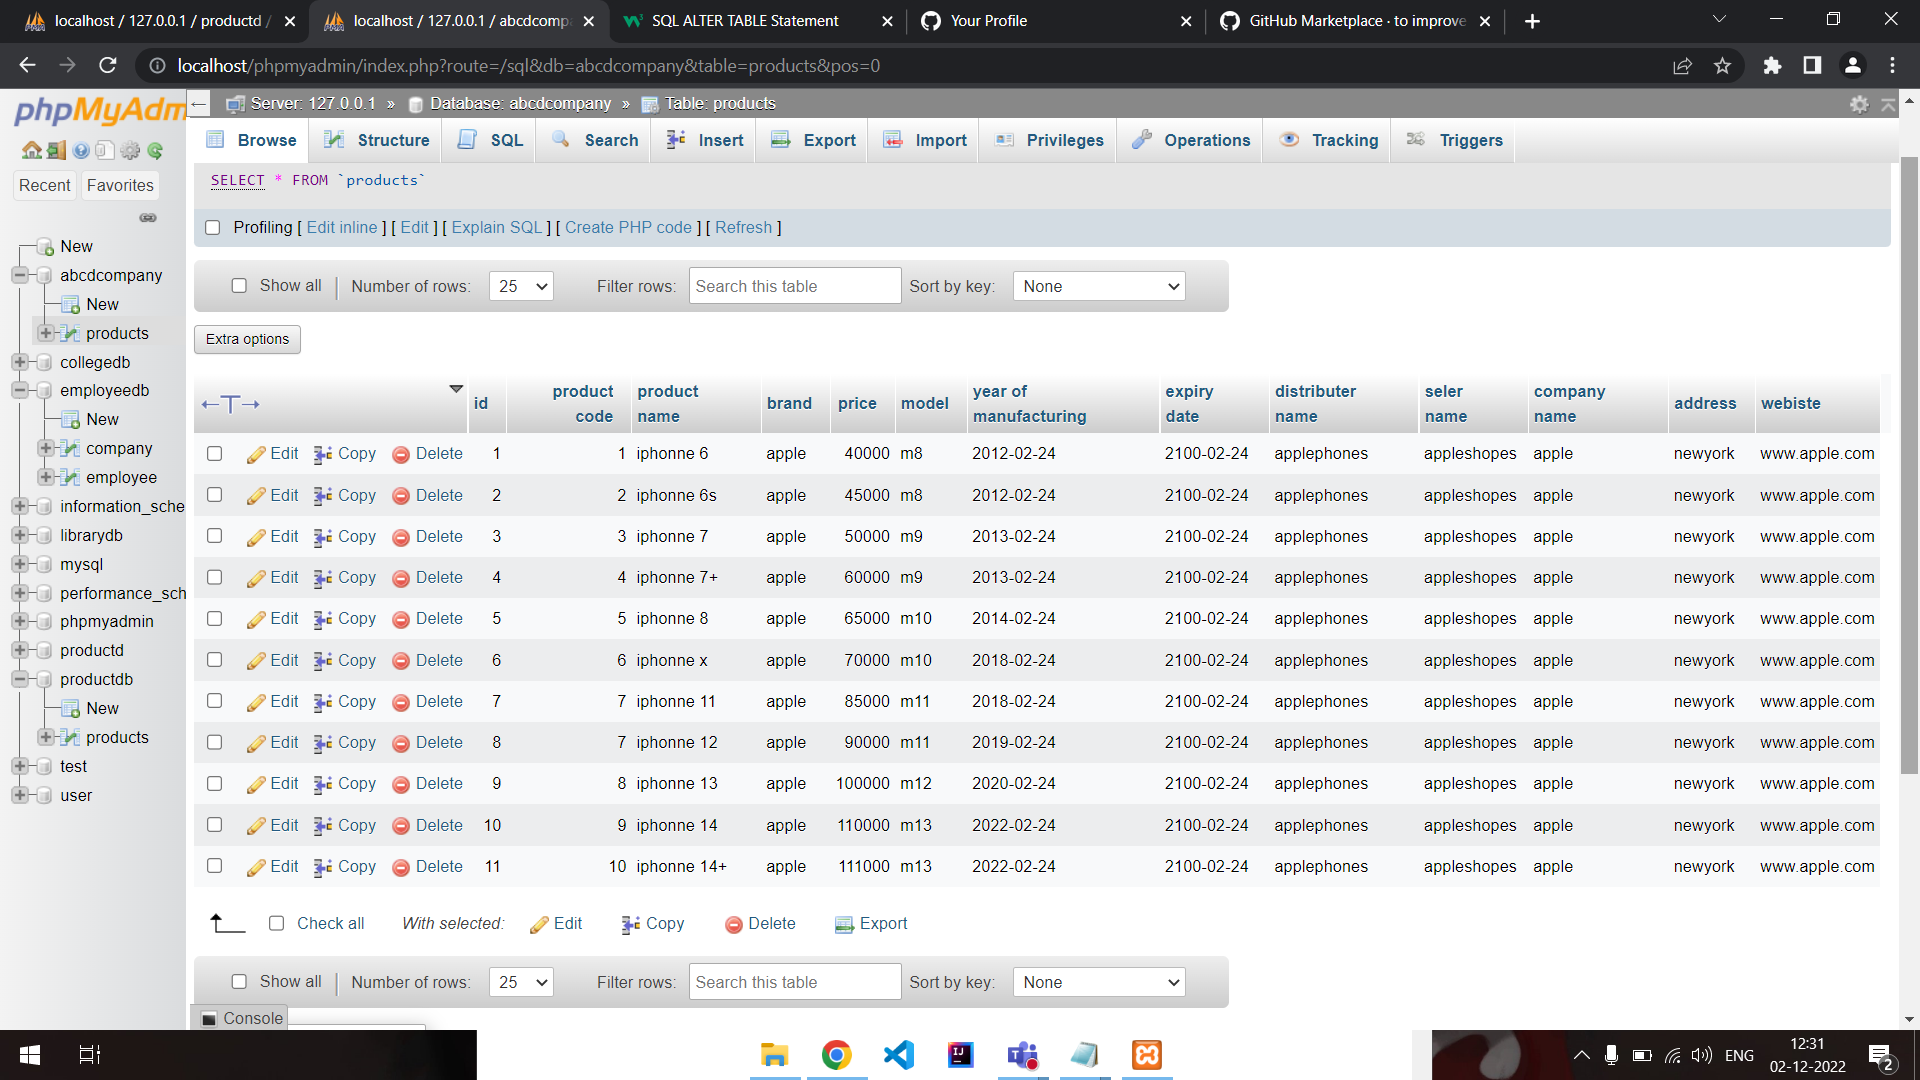 localhost / 127.0.0.1 / productd /
localhost / 127.0.0.1 / abcdcompa
SQL ALTER TABLE Statement
Your Profile
GitHub Marketplace · to improve
localhost/phpmyadmin/index.php?route=/sql&db=abcdcompany&table=products&pos=0
phpMyAdm
Server: 127.0.0.1 » Database: abcdcompany » Table: products
Browse Structure SQL Search Insert Export Import Privileges Operations Tracking Triggers
Recent Favorites
New
abcdcompany
New
products
collegedb
employeedb
New
company
employee
information_sche
librarydb
mysql
performance_sch
phpmyadmin
productd
productdb
New
products
test
user
SELECT * FROM `products`
Profiling [ Edit inline ] [ Edit ] [ Explain SQL ] [ Create PHP code ] [ Refresh ]
Show all Number of rows: 25 Filter rows: Search this table Sort by key: None
Extra options
id product code product name brand price model year of manufacturing expiry date distributer name seler name company name address webiste
Edit Copy Delete 1 1 iphonne 6 apple 40000 m8 2012-02-24 2100-02-24 applephones appleshopes apple newyork www.apple.com
Edit Copy Delete 2 2 iphonne 6s apple 45000 m8 2012-02-24 2100-02-24 applephones appleshopes apple newyork www.apple.com
Edit Copy Delete 3 3 iphonne 7 apple 50000 m9 2013-02-24 2100-02-24 applephones appleshopes apple newyork www.apple.com
Edit Copy Delete 4 4 iphonne 7+ apple 60000 m9 2013-02-24 2100-02-24 applephones appleshopes apple newyork www.apple.com
Edit Copy Delete 5 5 iphonne 8 apple 65000 m10 2014-02-24 2100-02-24 applephones appleshopes apple newyork www.apple.com
Edit Copy Delete 6 6 iphonne x apple 70000 m10 2018-02-24 2100-02-24 applephones appleshopes apple newyork www.apple.com
Edit Copy Delete 7 7 iphonne 11 apple 85000 m11 2018-02-24 2100-02-24 applephones appleshopes apple newyork www.apple.com
Edit Copy Delete 8 7 iphonne 12 apple 90000 m11 2019-02-24 2100-02-24 applephones appleshopes apple newyork www.apple.com
Edit Copy Delete 9 8 iphonne 13 apple 100000 m12 2020-02-24 2100-02-24 applephones appleshopes apple newyork www.apple.com
Edit Copy Delete 10 9 iphonne 14 apple 110000 m13 2022-02-24 2100-02-24 applephones appleshopes apple newyork www.apple.com
Edit Copy Delete 11 10 iphonne 14+ apple 111000 m13 2022-02-24 2100-02-24 applephones appleshopes apple newyork www.apple.com
Check all With selected: Edit Copy Delete Export
Show all Number of rows: 25 Filter rows: Search this table Sort by key: None
Console
ENG
12:31
02-12-2022
2